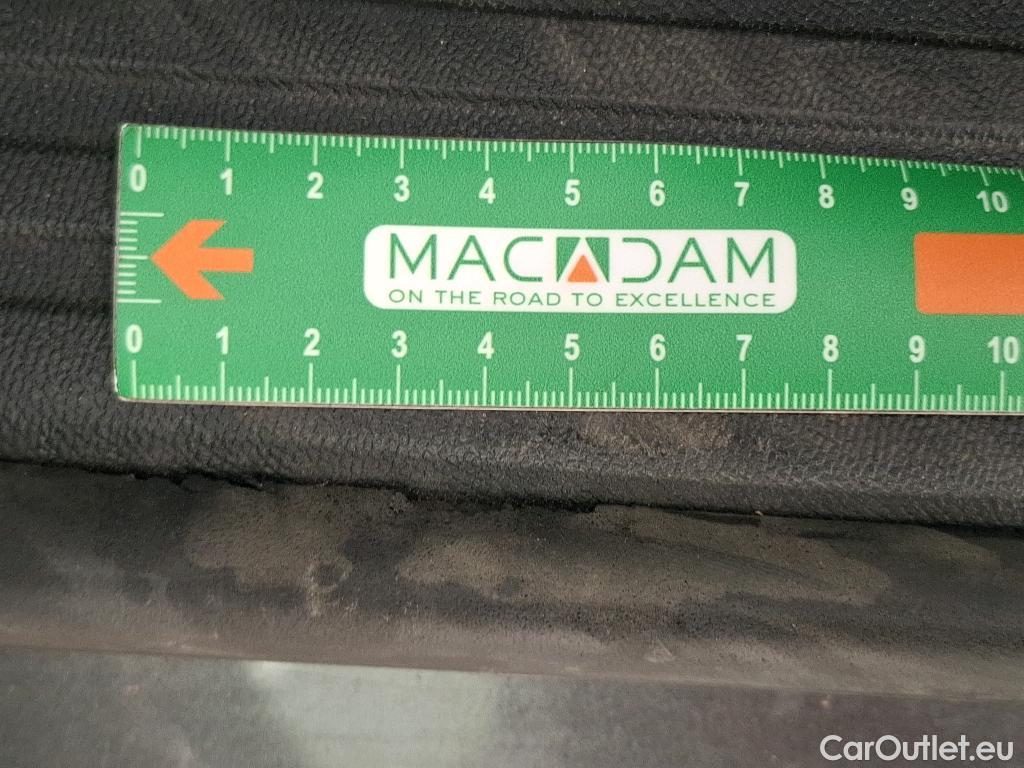 0 1 2 3 4 5 6 7 8 9 10
MACADAM
ON THE ROAD TO EXCELLENCE
0 1 2 3 4 5 6 7 8 9 10
CarOutlet.eu